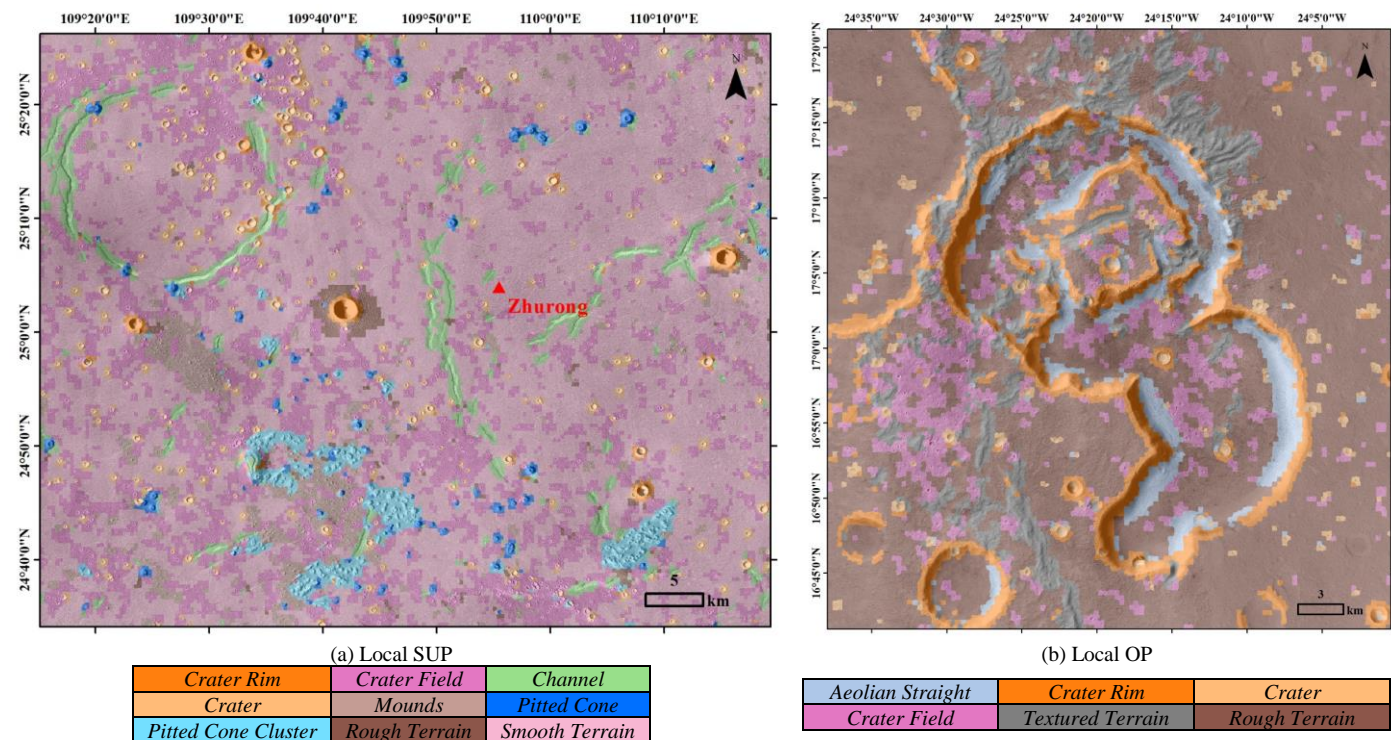 109°20'0"E 109°30'0"E 109°40'0"E 109°50'0"E 110°00'0"E 110°10'0"E
25°20'0"N
25°10'0"N
25°0'0"N
24°50'0"N
24°40'0"N
N
Zhurong
5
km
(a) Local SUP
Crater Rim Crater Field Channel
Crater Mounds Pitted Cone
Pitted Cone Cluster Rough Terrain Smooth Terrain
24°35'0"W 24°30'0"W 24°25'0"W 24°20'0"W 24°15'0"W 24°10'0"W 24°5'0"W
17°20'0"N
17°15'0"N
17°10'0"N
17°5'0"N
17°0'0"N
16°55'0"N
16°50'0"N
16°45'0"N
N
3
km
(b) Local OP
Aeolian Straight Crater Rim Crater
Crater Field Textured Terrain Rough Terrain